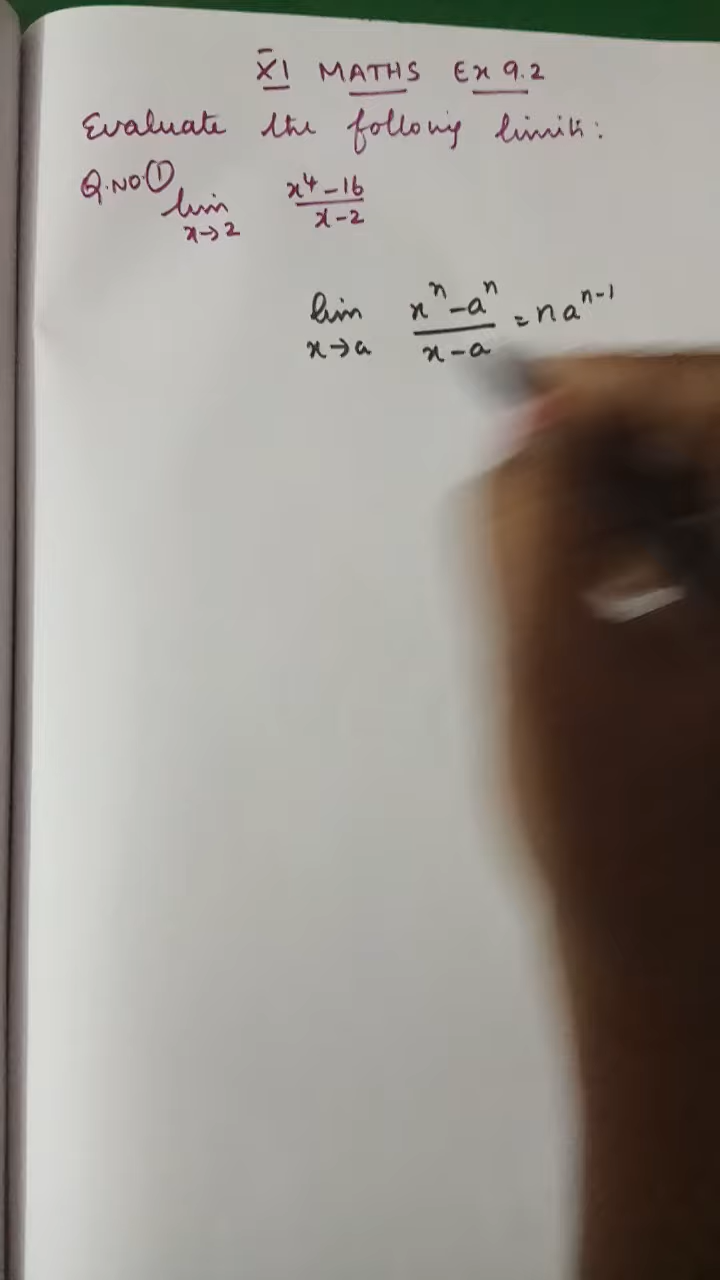 XI MATHS Ex 9.2
Evaluate the following limits:
Q.NO.① lim x→2 x⁴-16 / x-2
lim x→a xⁿ-aⁿ / x-a = naⁿ⁻¹